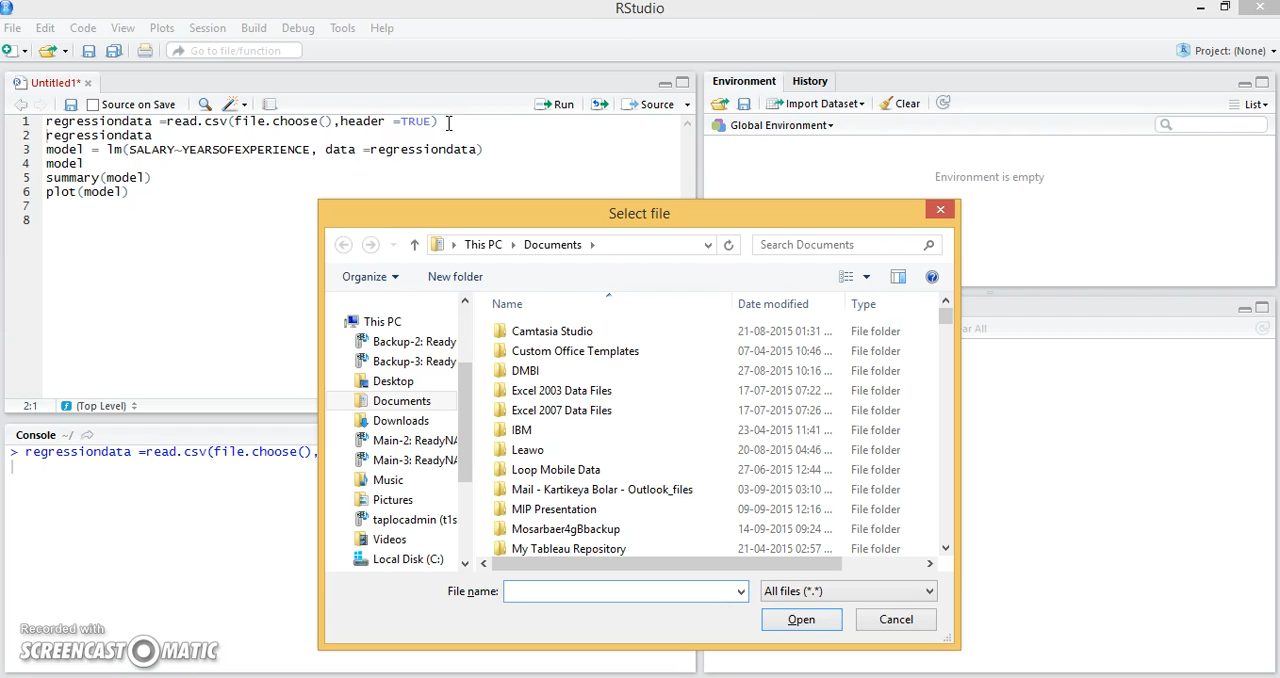 RStudio
File Edit Code View Plots Session Build Debug Tools Help
Go to file/function
Project: (None)
Untitled1*
Source on Save
Run
Source
1 regressiondata =read.csv(file.choose(),header =TRUE)
2 regressiondata
3 model = lm(SALARY~YEARSOFEXPERIENCE, data =regressiondata)
4 model
5 summary(model)
6 plot(model)
7
8
2:1 (Top Level)
Console ~/
> regressiondata =read.csv(file.choose(),
Environment History
Import Dataset Clear List
Global Environment
Environment is empty
ar All
Select file
This PC Documents
Search Documents
Organize New folder
This PC
Backup-2: Ready
Backup-3: Ready
Desktop
Documents
Downloads
Main-2: ReadyNA
Main-3: ReadyNA
Music
Pictures
taplocadmin (t1s
Videos
Local Disk (C:)
Name Date modified Type
Camtasia Studio 21-08-2015 01:31 ... File folder
Custom Office Templates 07-04-2015 10:46 ... File folder
DMBI 27-08-2015 10:16 ... File folder
Excel 2003 Data Files 17-07-2015 07:22 ... File folder
Excel 2007 Data Files 17-07-2015 07:26 ... File folder
IBM 23-04-2015 11:41 ... File folder
Leawo 20-08-2015 04:46 ... File folder
Loop Mobile Data 27-06-2015 12:44 ... File folder
Mail - Kartikeya Bolar - Outlook_files 03-09-2015 03:10 ... File folder
MIP Presentation 09-09-2015 12:16 ... File folder
Mosarbaer4gBbackup 14-09-2015 09:24 ... File folder
My Tableau Repository 21-04-2015 02:57 ... File folder
File name:
All files (*.*)
Open Cancel
Recorded with
SCREENCAST-O-MATIC